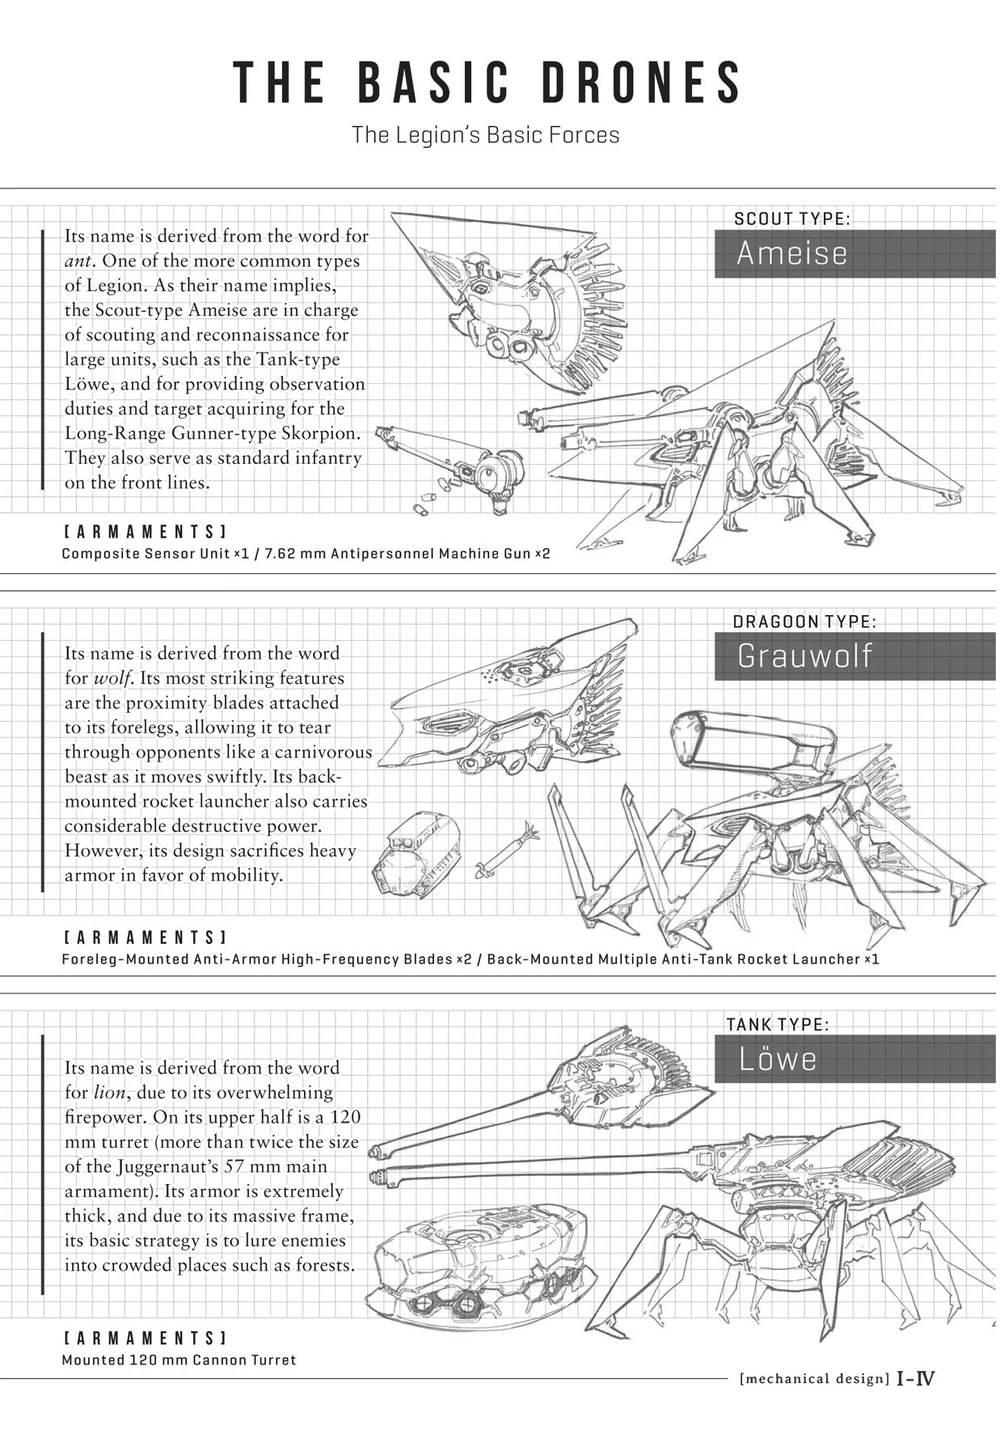 THE BASIC DRONES
The Legion's Basic Forces
SCOUT TYPE:
Ameise
Its name is derived from the word for
ant. One of the more common types
of Legion. As their name implies,
the Scout-type Ameise are in charge
of scouting and reconnaissance for
large units, such as the Tank-type
Löwe, and for providing observation
duties and target acquiring for the
Long-Range Gunner-type Skorpion.
They also serve as standard infantry
on the front lines.
[ARMAMENTS]
Composite Sensor Unit ×1 / 7.62 mm Antipersonnel Machine Gun ×2
DRAGOON TYPE:
Grauwolf
Its name is derived from the word
for wolf. Its most striking features
are the proximity blades attached
to its forelegs, allowing it to tear
through opponents like a carnivorous
beast as it moves swiftly. Its back-
mounted rocket launcher also carries
considerable destructive power.
However, its design sacrifices heavy
armor in favor of mobility.
[ARMAMENTS]
Foreleg-Mounted Anti-Armor High-Frequency Blades ×2 / Back-Mounted Multiple Anti-Tank Rocket Launcher ×1
TANK TYPE:
Löwe
Its name is derived from the word
for lion, due to its overwhelming
firepower. On its upper half is a 120
mm turret (more than twice the size
of the Juggernaut's 57 mm main
armament). Its armor is extremely
thick, and due to its massive frame,
its basic strategy is to lure enemies
into crowded places such as forests.
[ARMAMENTS]
Mounted 120 mm Cannon Turret
[mechanical design] I–IV